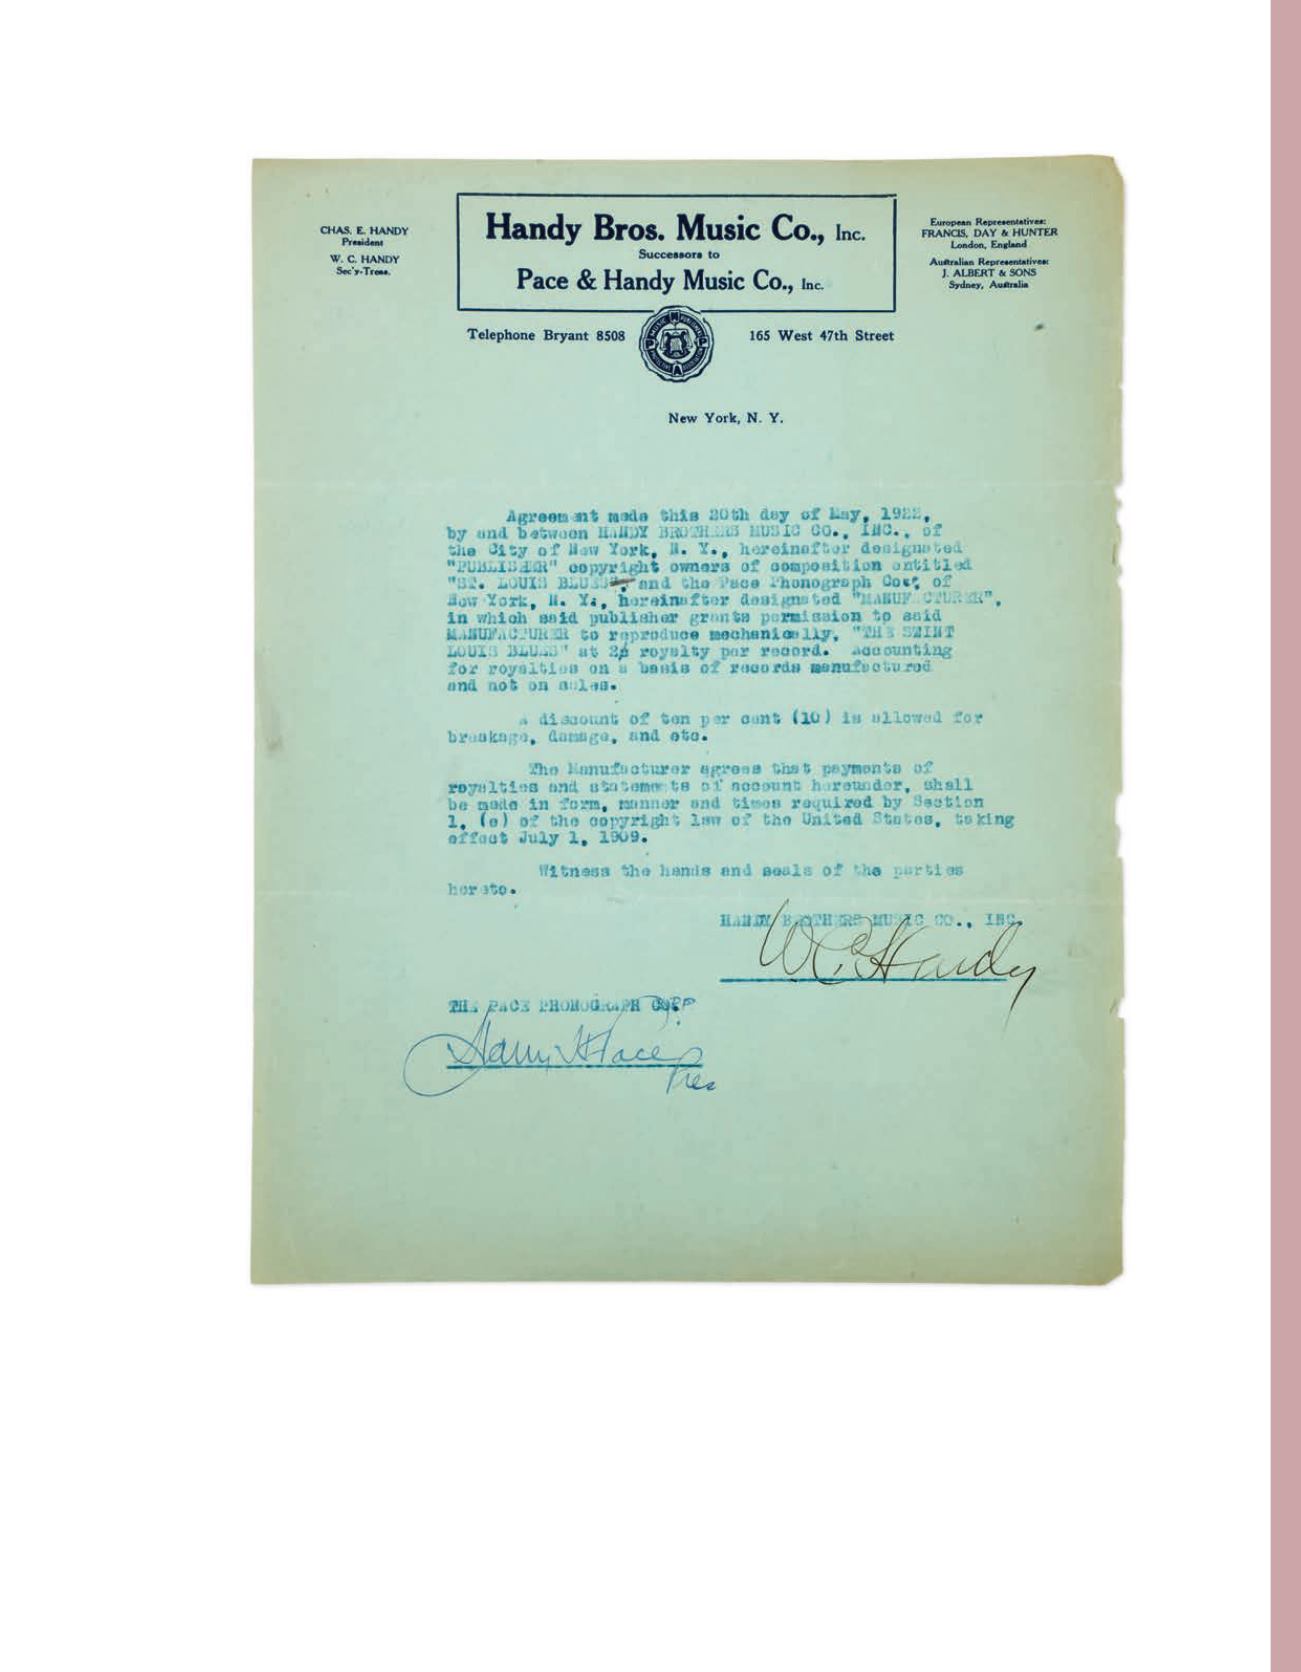 CHAS. E. HANDY
President
W. C. HANDY
Sec'y-Treas.
Handy Bros. Music Co., Inc.
Successors to
Pace & Handy Music Co., Inc.
European Representatives:
FRANCIS, DAY & HUNTER
London, England
Australian Representatives:
J. ALBERT & SONS
Sydney, Australia
Telephone Bryant 8508
165 West 47th Street
New York, N. Y.
Agreement made this 20th day of May, 1922,
by and between HANDY BROTHERS MUSIC CO., INC., of
the City of New York, N. Y., hereinafter designated
"PUBLISHER" copyright owners of composition entitled
"ST. LOUIS BLUES", and the Pace Phonograph Corp. of
New York, N. Y., hereinafter designated "MANUFACTURER",
in which said publisher grants permission to said
MANUFACTURER to reproduce mechanically, "THE SAINT
LOUIS BLUES" at 2¢ royalty per record. Accounting
for royalties on a basis of records manufactured
and not on sales.
A discount of ten per cent (10) is allowed for
breakage, damage, and etc.
The Manufacturer agrees that payments of
royalties and statements of account hereunder, shall
be made in form, manner and times required by Section
1, (e) of the copyright law of the United States, taking
effect July 1, 1909.
Witness the hands and seals of the parties
hereto.
HANDY BROTHERS MUSIC CO., INC.
W C Handy
THE PACE PHONOGRAPH CORP
Harry H Pace
Pres